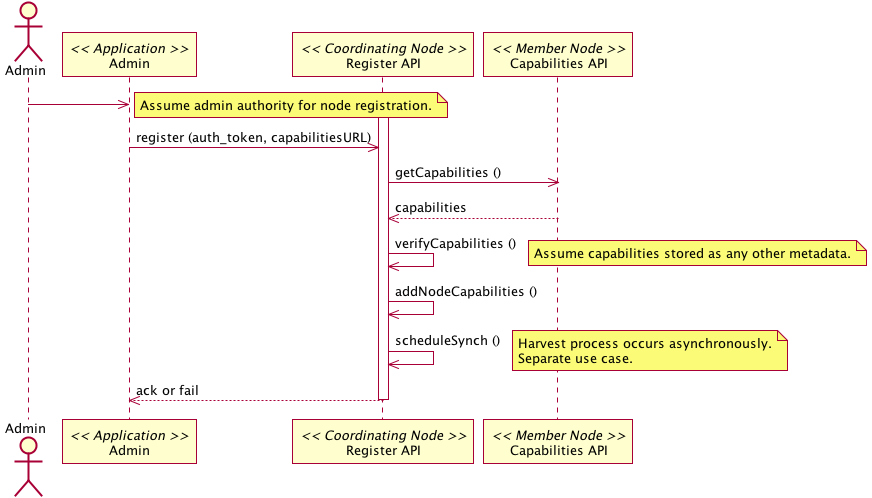 Admin
<< Application >>
Admin
<< Coordinating Node >>
Register API
<< Member Node >>
Capabilities API
Assume admin authority for node registration.
register (auth_token, capabilitiesURL)
getCapabilities ()
capabilities
verifyCapabilities ()
Assume capabilities stored as any other metadata.
addNodeCapabilities ()
scheduleSynch ()
Harvest process occurs asynchronously.
Separate use case.
ack or fail
Admin
<< Application >>
Admin
<< Coordinating Node >>
Register API
<< Member Node >>
Capabilities API